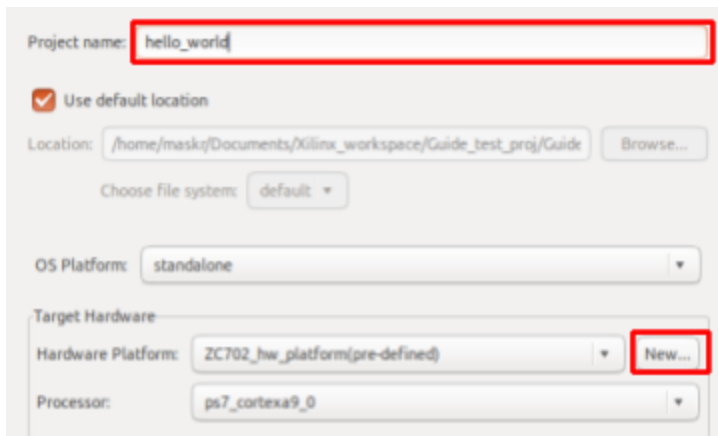 Project name: hello_world
Use default location
Location: /home/maskr/Documents/Xilinx_workspace/Guide_test_proj/Guide Browse...
Choose file system: default
OS Platform: standalone
Target Hardware
Hardware Platform: ZC702_hw_platform(pre-defined) New...
Processor: ps7_cortexa9_0